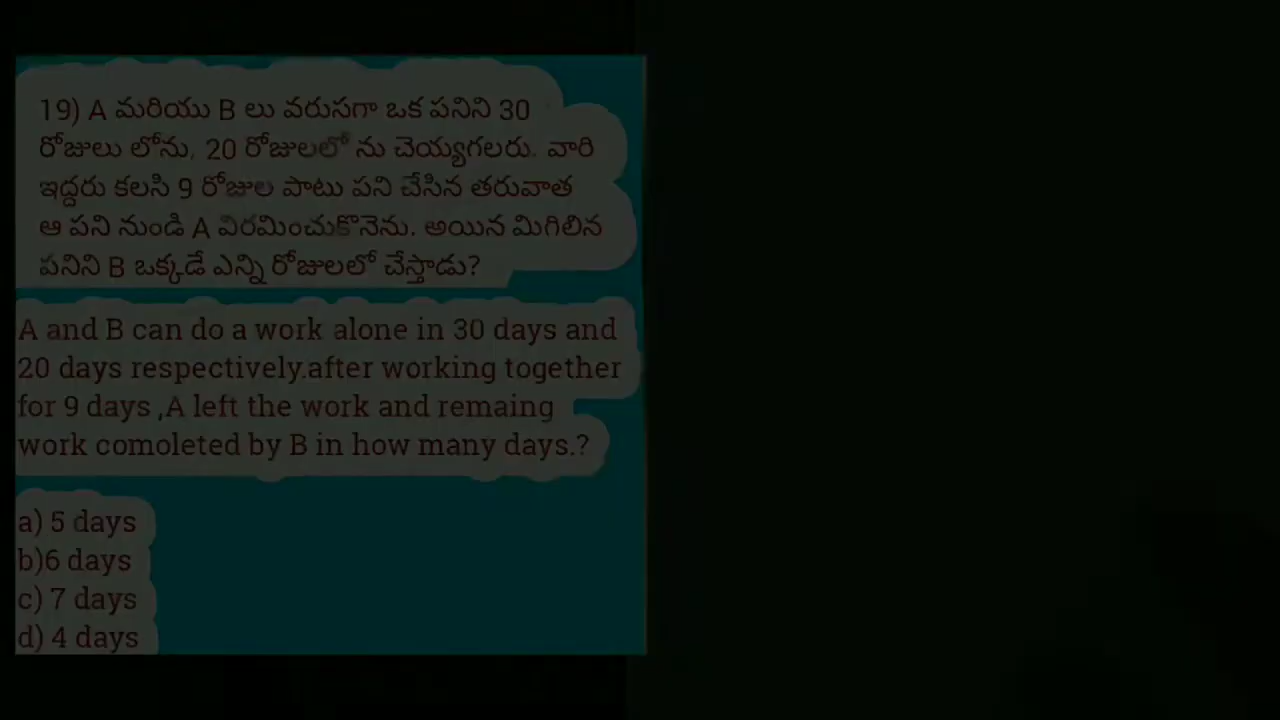 19) A మరియు B లు వరుసగా ఒక పనిని 30
రోజులు లోను, 20 రోజులలో ను చెయ్యగలరు. వారి
ఇద్దరు కలసి 9 రోజుల పాటు పని చేసిన తరువాత
ఆ పని నుండి A విరమించుకొనెను. అయిన మిగిలిన
పనిని B ఒక్కడే ఎన్ని రోజులలో చేస్తాడు?
A and B can do a work alone in 30 days and
20 days respectively.after working together
for 9 days ,A left the work and remaing
work comoleted by B in how many days.?
a) 5 days
b)6 days
c) 7 days
d) 4 days